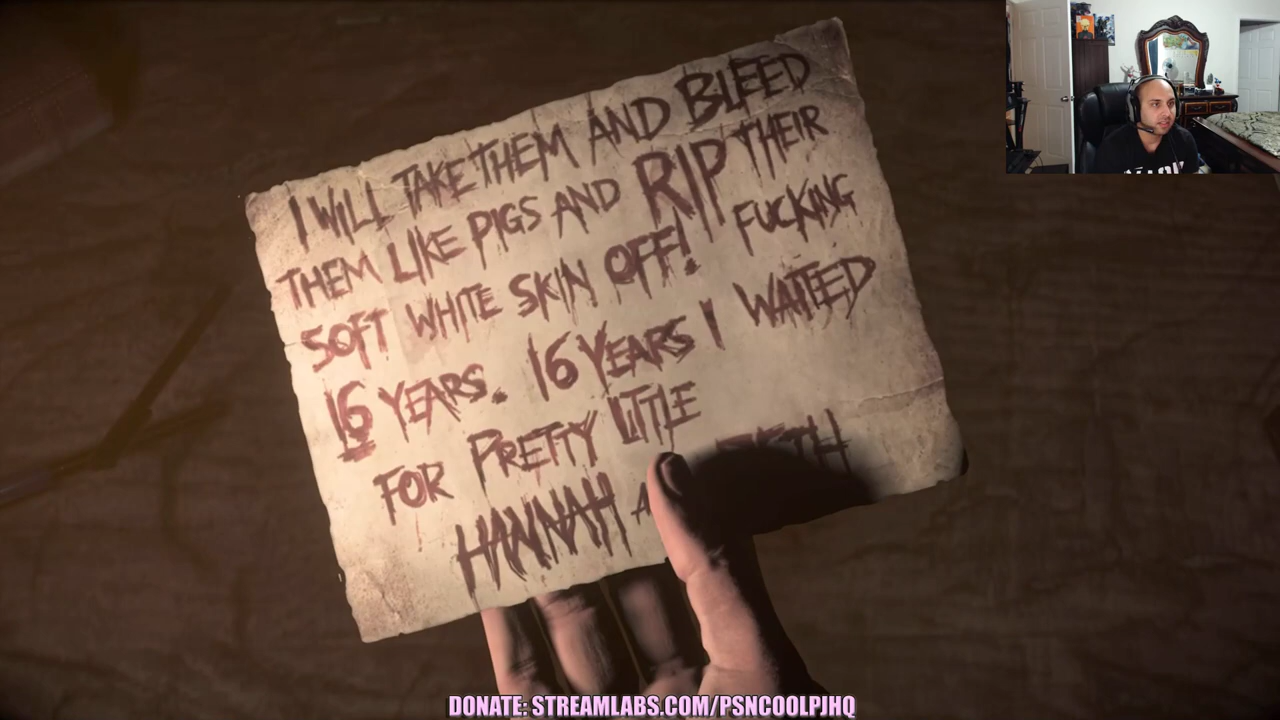 I WILL TAKE THEM AND BLEED
THEM LIKE PIGS AND RIP THEIR
SOFT WHITE SKIN OFF! FUCKING
16 YEARS. 16 YEARS I WAITED
FOR PRETTY LITTLE
HANNAH
DONATE: STREAMLABS.COM/PSNCOOLPJHQ